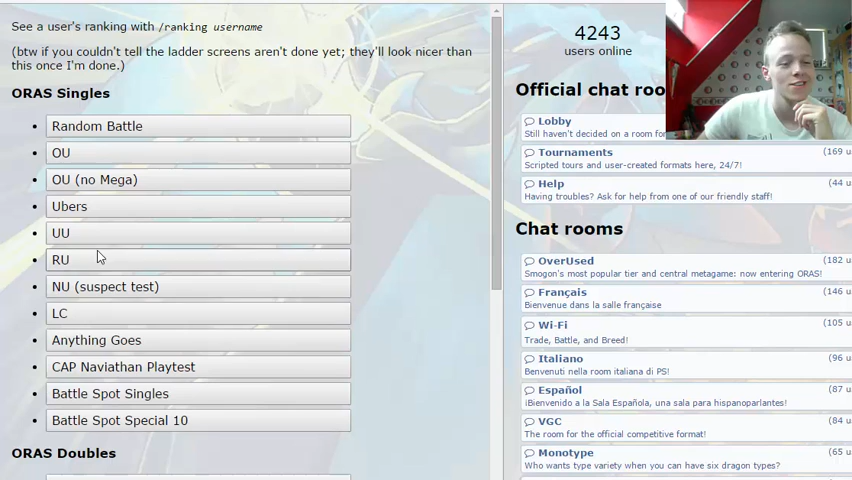 See a user's ranking with /ranking username
(btw if you couldn't tell the ladder screens aren't done yet; they'll look nicer than
this once I'm done.)
ORAS Singles
Random Battle
OU
OU (no Mega)
Ubers
UU
RU
NU (suspect test)
LC
Anything Goes
CAP Naviathan Playtest
Battle Spot Singles
Battle Spot Special 10
ORAS Doubles
4243
users online
Official chat roo
Lobby
Still haven't decided on a room fo
Tournaments
(169 u
Scripted tours and user-created formats here, 24/7!
Help
(44 u
Having troubles? Ask for help from one of our friendly staff!
Chat rooms
OverUsed
(182 u
Smogon's most popular tier and central metagame: now entering ORAS!
Français
(146 u
Bienvenue dans la salle française
Wi-Fi
(105 u
Trade, Battle, and Breed!
Italiano
(96 u
Benvenuti nella room italiana di PS!
Español
(87 u
¡Bienvenido a la Sala Española, una sala para hispanoparlantes!
VGC
(84 u
The room for the official competitive format!
Monotype
(65 u
Who wants type variety when you can have six dragon types?